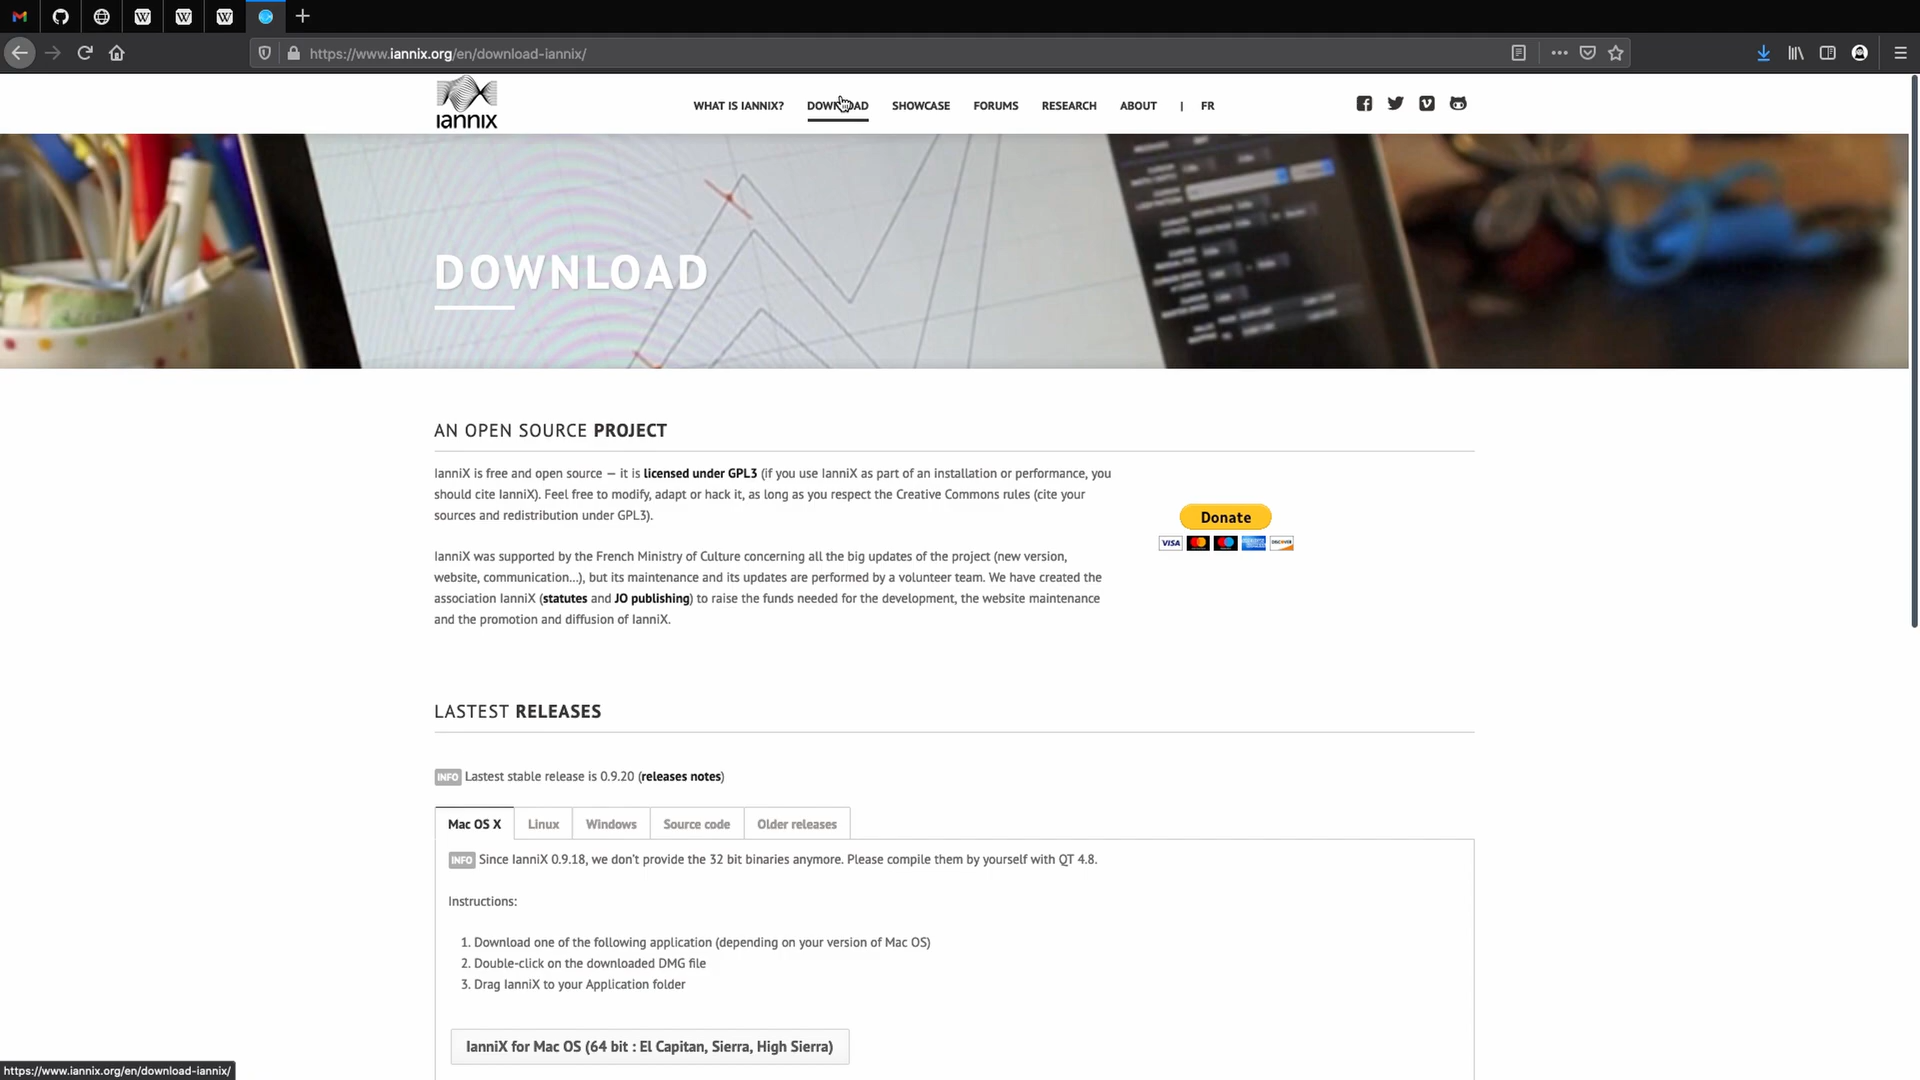 https://www.iannix.org/en/download-iannix/
iannix
WHAT IS IANNIX?
DOWNLOAD
SHOWCASE
FORUMS
RESEARCH
ABOUT
|
FR
DOWNLOAD
AN OPEN SOURCE PROJECT
IanniX is free and open source — it is licensed under GPL3 (if you use IanniX as part of an installation or performance, you
should cite IanniX). Feel free to modify, adapt or hack it, as long as you respect the Creative Commons rules (cite your
sources and redistribution under GPL3).
Donate
VISA
DISCOVER
IanniX was supported by the French Ministry of Culture concerning all the big updates of the project (new version,
website, communication...), but its maintenance and its updates are performed by a volunteer team. We have created the
association IanniX (statutes and JO publishing) to raise the funds needed for the development, the website maintenance
and the promotion and diffusion of IanniX.
LASTEST RELEASES
INFO Lastest stable release is 0.9.20 (releases notes)
Mac OS X
Linux
Windows
Source code
Older releases
INFO Since IanniX 0.9.18, we don't provide the 32 bit binaries anymore. Please compile them by yourself with QT 4.8.
Instructions:
1. Download one of the following application (depending on your version of Mac OS)
2. Double-click on the downloaded DMG file
3. Drag IanniX to your Application folder
IanniX for Mac OS (64 bit : El Capitan, Sierra, High Sierra)
https://www.iannix.org/en/download-iannix/